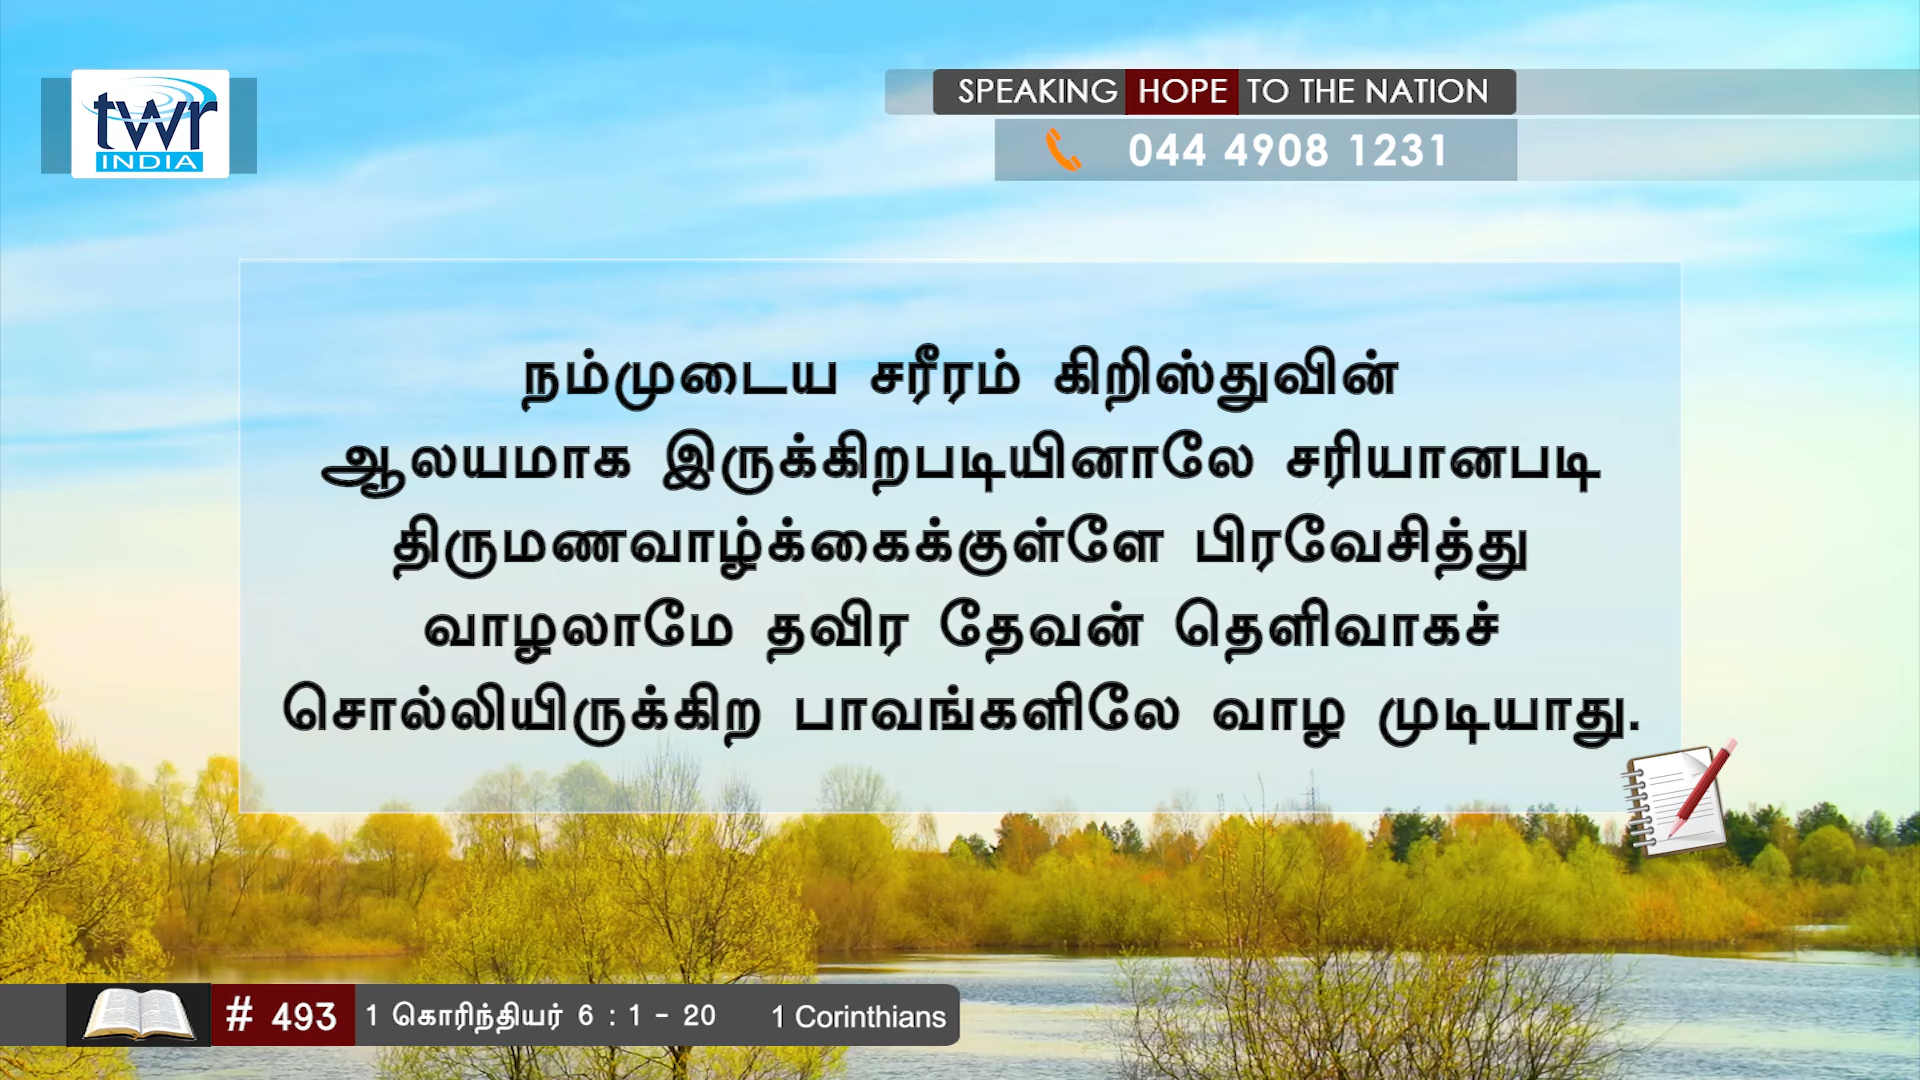 twr
INDIA
SPEAKING HOPE TO THE NATION
044 4908 1231
நம்முடைய சரீரம் கிறிஸ்துவின்
ஆலயமாக இருக்கிறபடியினாலே சரியானபடி
திருமணவாழ்க்கைக்குள்ளே பிரவேசித்து
வாழலாமே தவிர தேவன் தெளிவாகச்
சொல்லியிருக்கிற பாவங்களிலே வாழ முடியாது.
# 493 1 கொரிந்தியர் 6 : 1 - 20 1 Corinthians